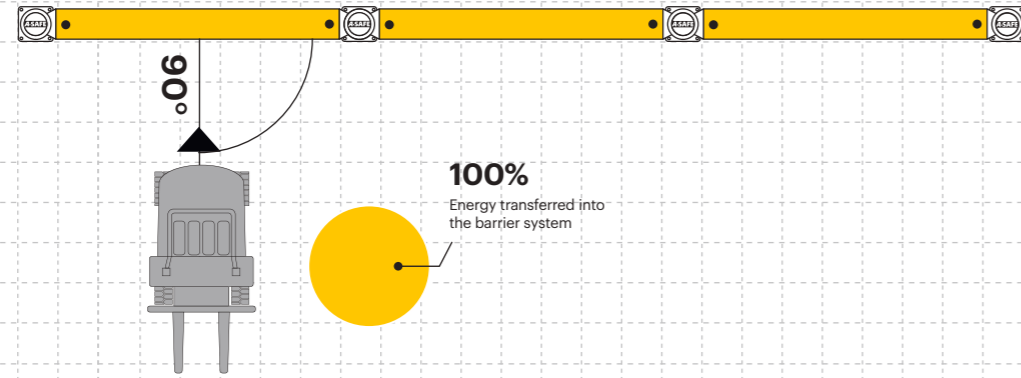 A-SAFE
A-SAFE
A-SAFE
A-SAFE
90°
100%
Energy transferred into
the barrier system